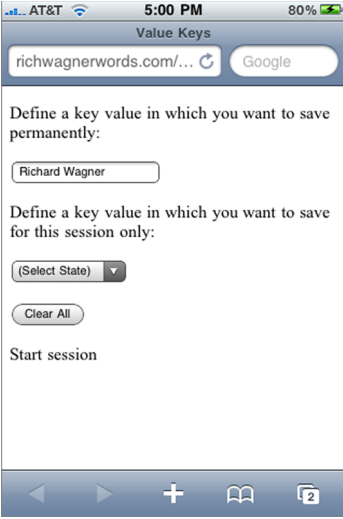 AT&T 5:00 PM 80%
Value Keys
richwagnerwords.com/... Google
Define a key value in which you want to save
permanently:
Richard Wagner
Define a key value in which you want to save
for this session only:
(Select State)
Clear All
Start session
2